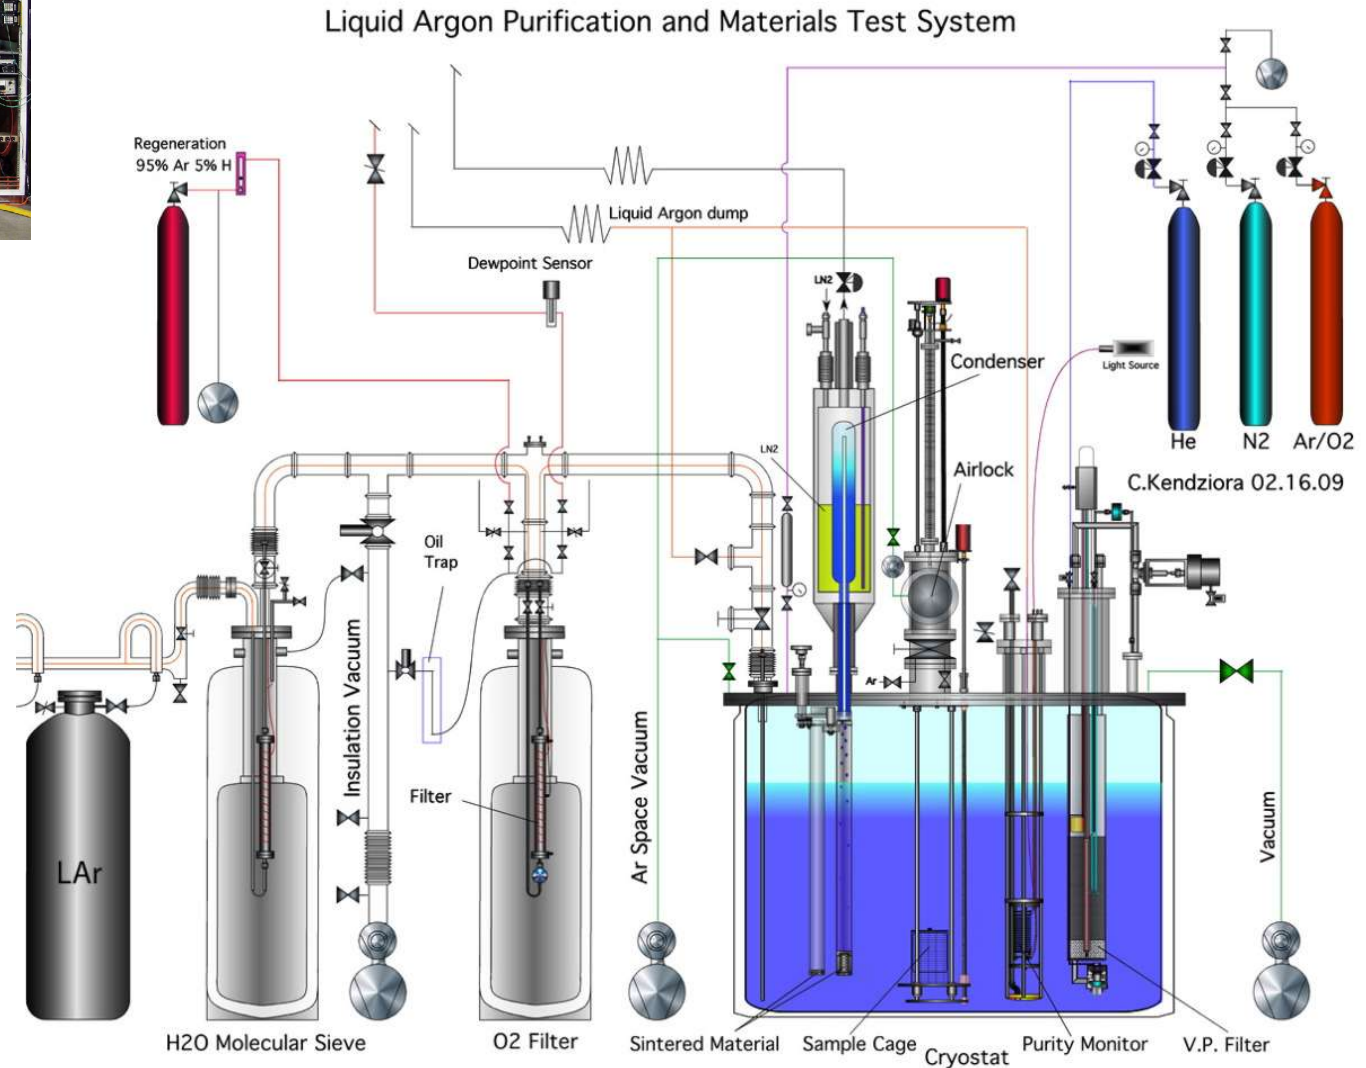 Liquid Argon Purification and Materials Test System
Regeneration
95% Ar 5% H
Liquid Argon dump
Dewpoint Sensor
LN2
Condenser
Light Source
He
N2
Ar/O2
LN2
Airlock
C.Kendziora 02.16.09
Oil
Trap
Insulation Vacuum
Ar
Filter
Ar Space Vacuum
Vacuum
LAr
H2O Molecular Sieve
O2 Filter
Sintered Material
Sample Cage
Cryostat
Purity Monitor
V.P. Filter